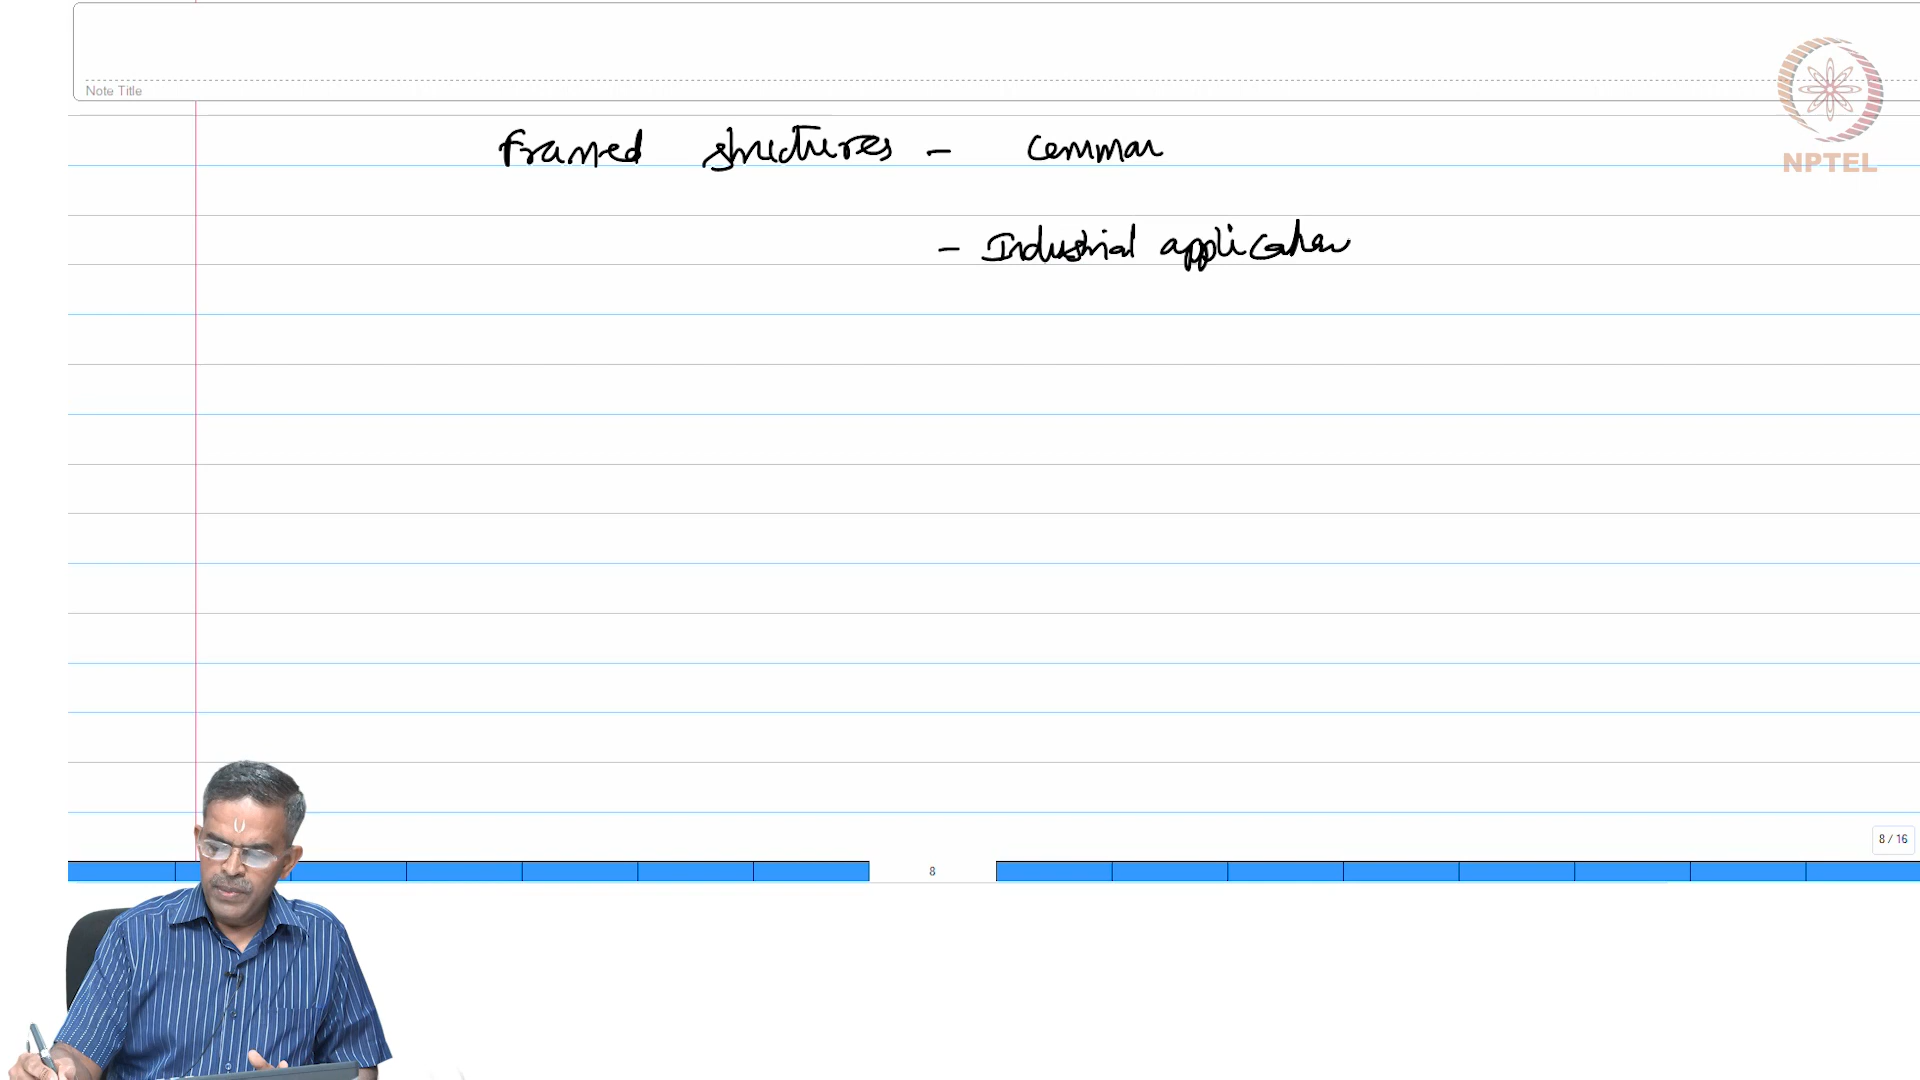 Note Title
NPTEL
Framed structures - common
- Industrial application
8 / 16
8